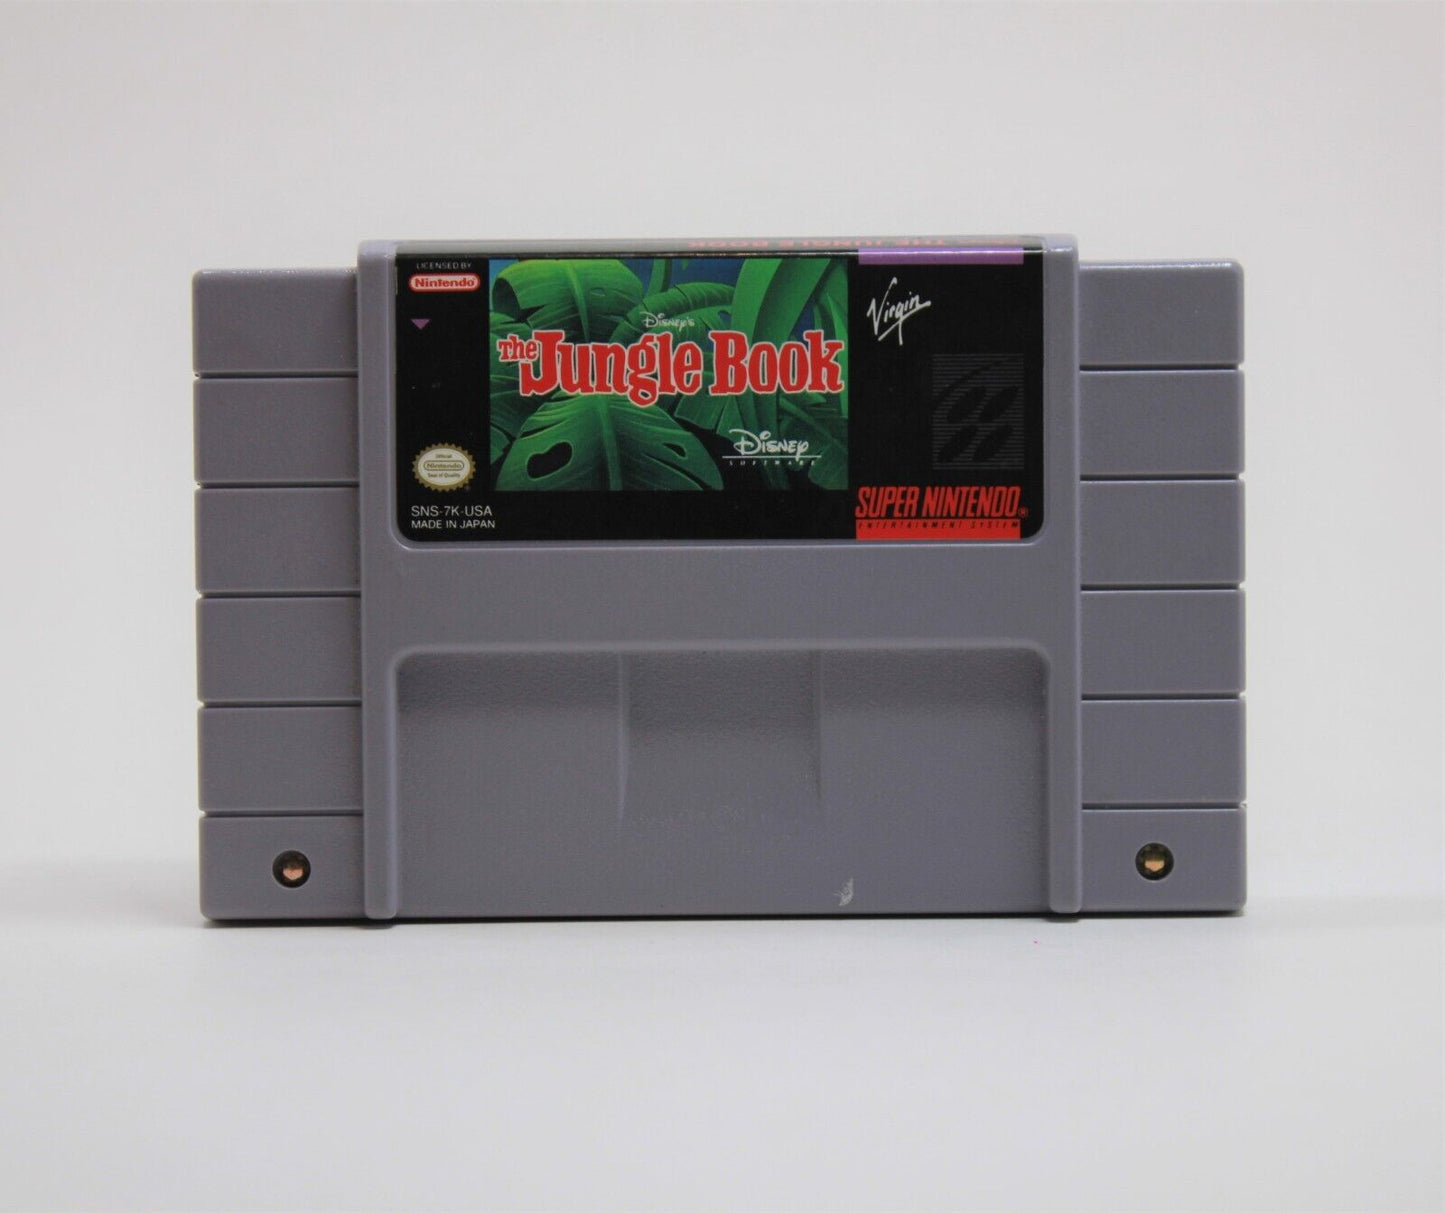 THE JUNGLE BOOK
LICENSED BY
Nintendo
Disney's
The Jungle Book
Virgin
Disney
SOFTWARE
Official
Nintendo
Seal of Quality
SNS-7K-USA
MADE IN JAPAN
SUPER NINTENDO®
ENTERTAINMENT SYSTEM